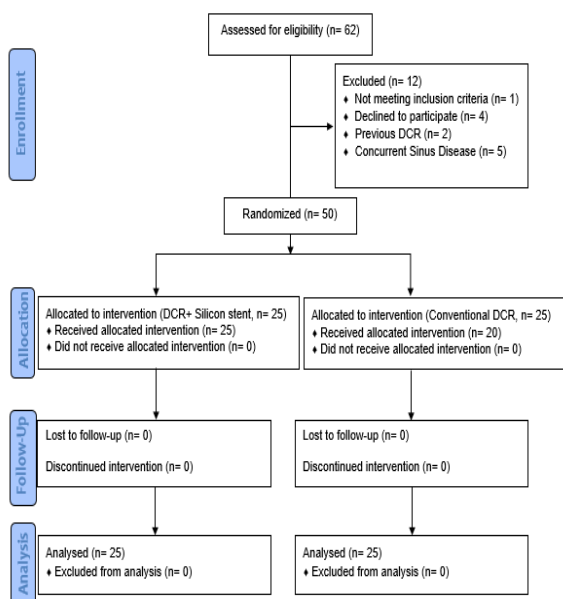 Assessed for eligibility (n= 62)
Enrollment
Excluded (n= 12)
♦ Not meeting inclusion criteria (n= 1)
♦ Declined to participate (n= 4)
♦ Previous DCR (n= 2)
♦ Concurrent Sinus Disease (n= 5)
Randomized (n= 50)
Allocation
Allocated to intervention (DCR+ Silicon stent, n= 25)
♦ Received allocated intervention (n= 25)
♦ Did not receive allocated intervention (n= 0)
Allocated to intervention (Conventional DCR, n= 25)
♦ Received allocated intervention (n= 20)
♦ Did not receive allocated intervention (n= 0)
Follow-Up
Lost to follow-up (n= 0)
Discontinued intervention (n= 0)
Lost to follow-up (n= 0)
Discontinued intervention (n= 0)
Analysis
Analysed (n= 25)
♦ Excluded from analysis (n= 0)
Analysed (n= 25)
♦ Excluded from analysis (n= 0)